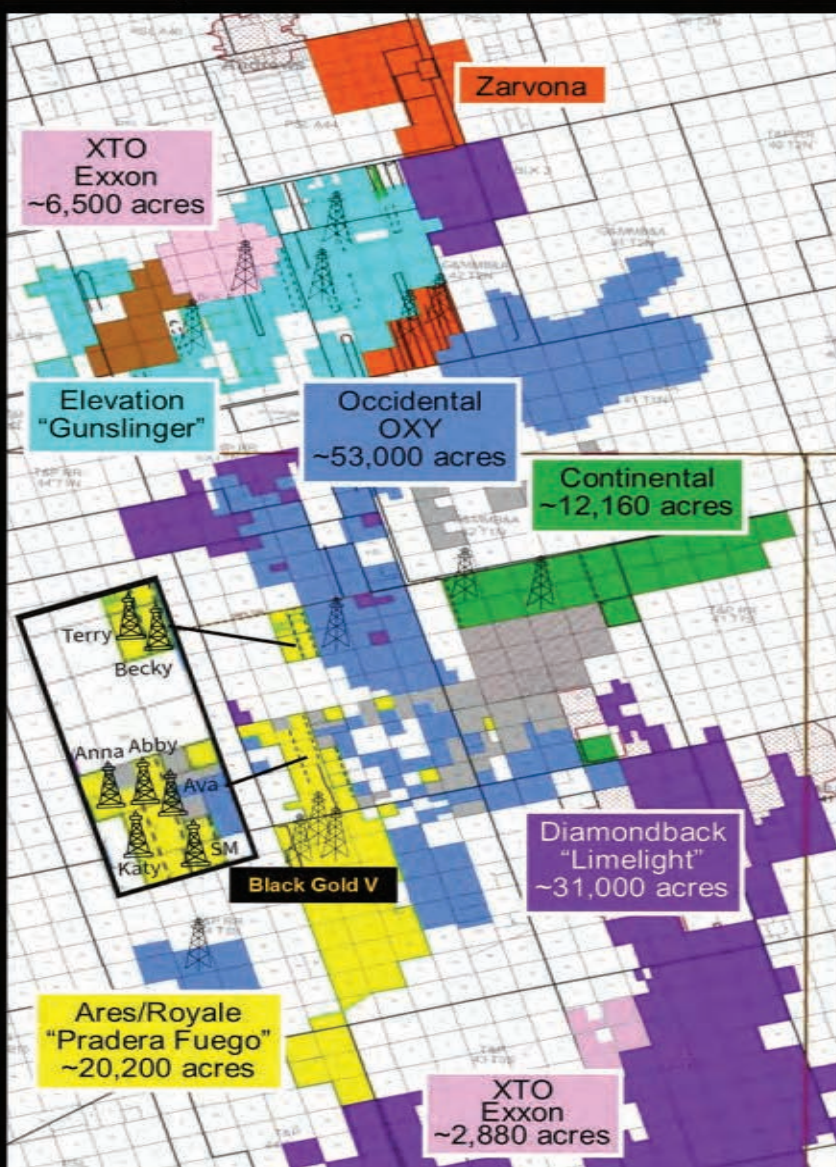 Zarvona
XTO
Exxon
~6,500 acres
Elevation
"Gunslinger"
Occidental
OXY
~53,000 acres
Continental
~12,160 acres
Terry
Becky
Anna
Abby
Ava
Katy
SM
Black Gold V
Diamondback
"Limelight"
~31,000 acres
Ares/Royale
"Pradera Fuego"
~20,200 acres
XTO
Exxon
~2,880 acres